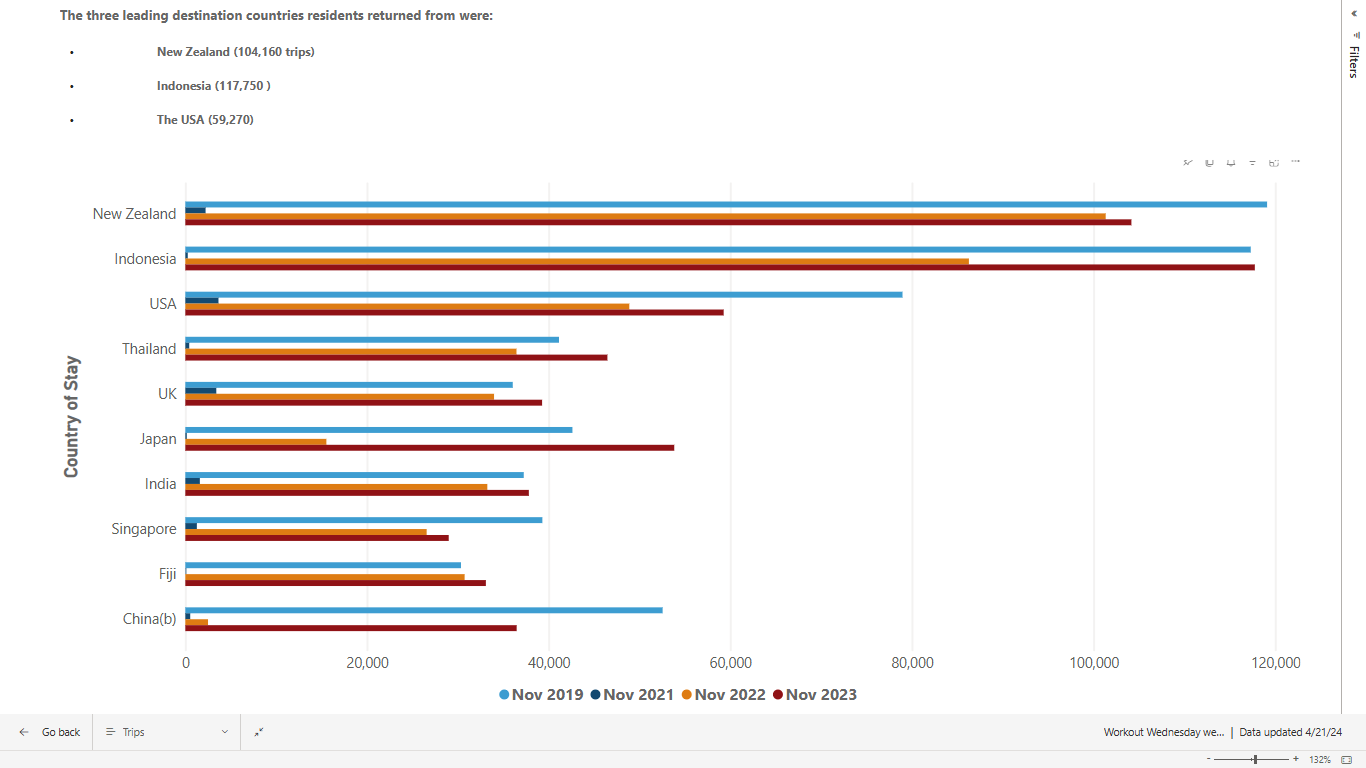 The three leading destination countries residents returned from were:
• New Zealand (104,160 trips)
• Indonesia (117,750 )
• The USA (59,270)
Filters
Country of Stay
New Zealand
Indonesia
USA
Thailand
UK
Japan
India
Singapore
Fiji
China(b)
0 20,000 40,000 60,000 80,000 100,000 120,000
Nov 2019 Nov 2021 Nov 2022 Nov 2023
Go back Trips Workout Wednesday we... | Data updated 4/21/24
- + 132%